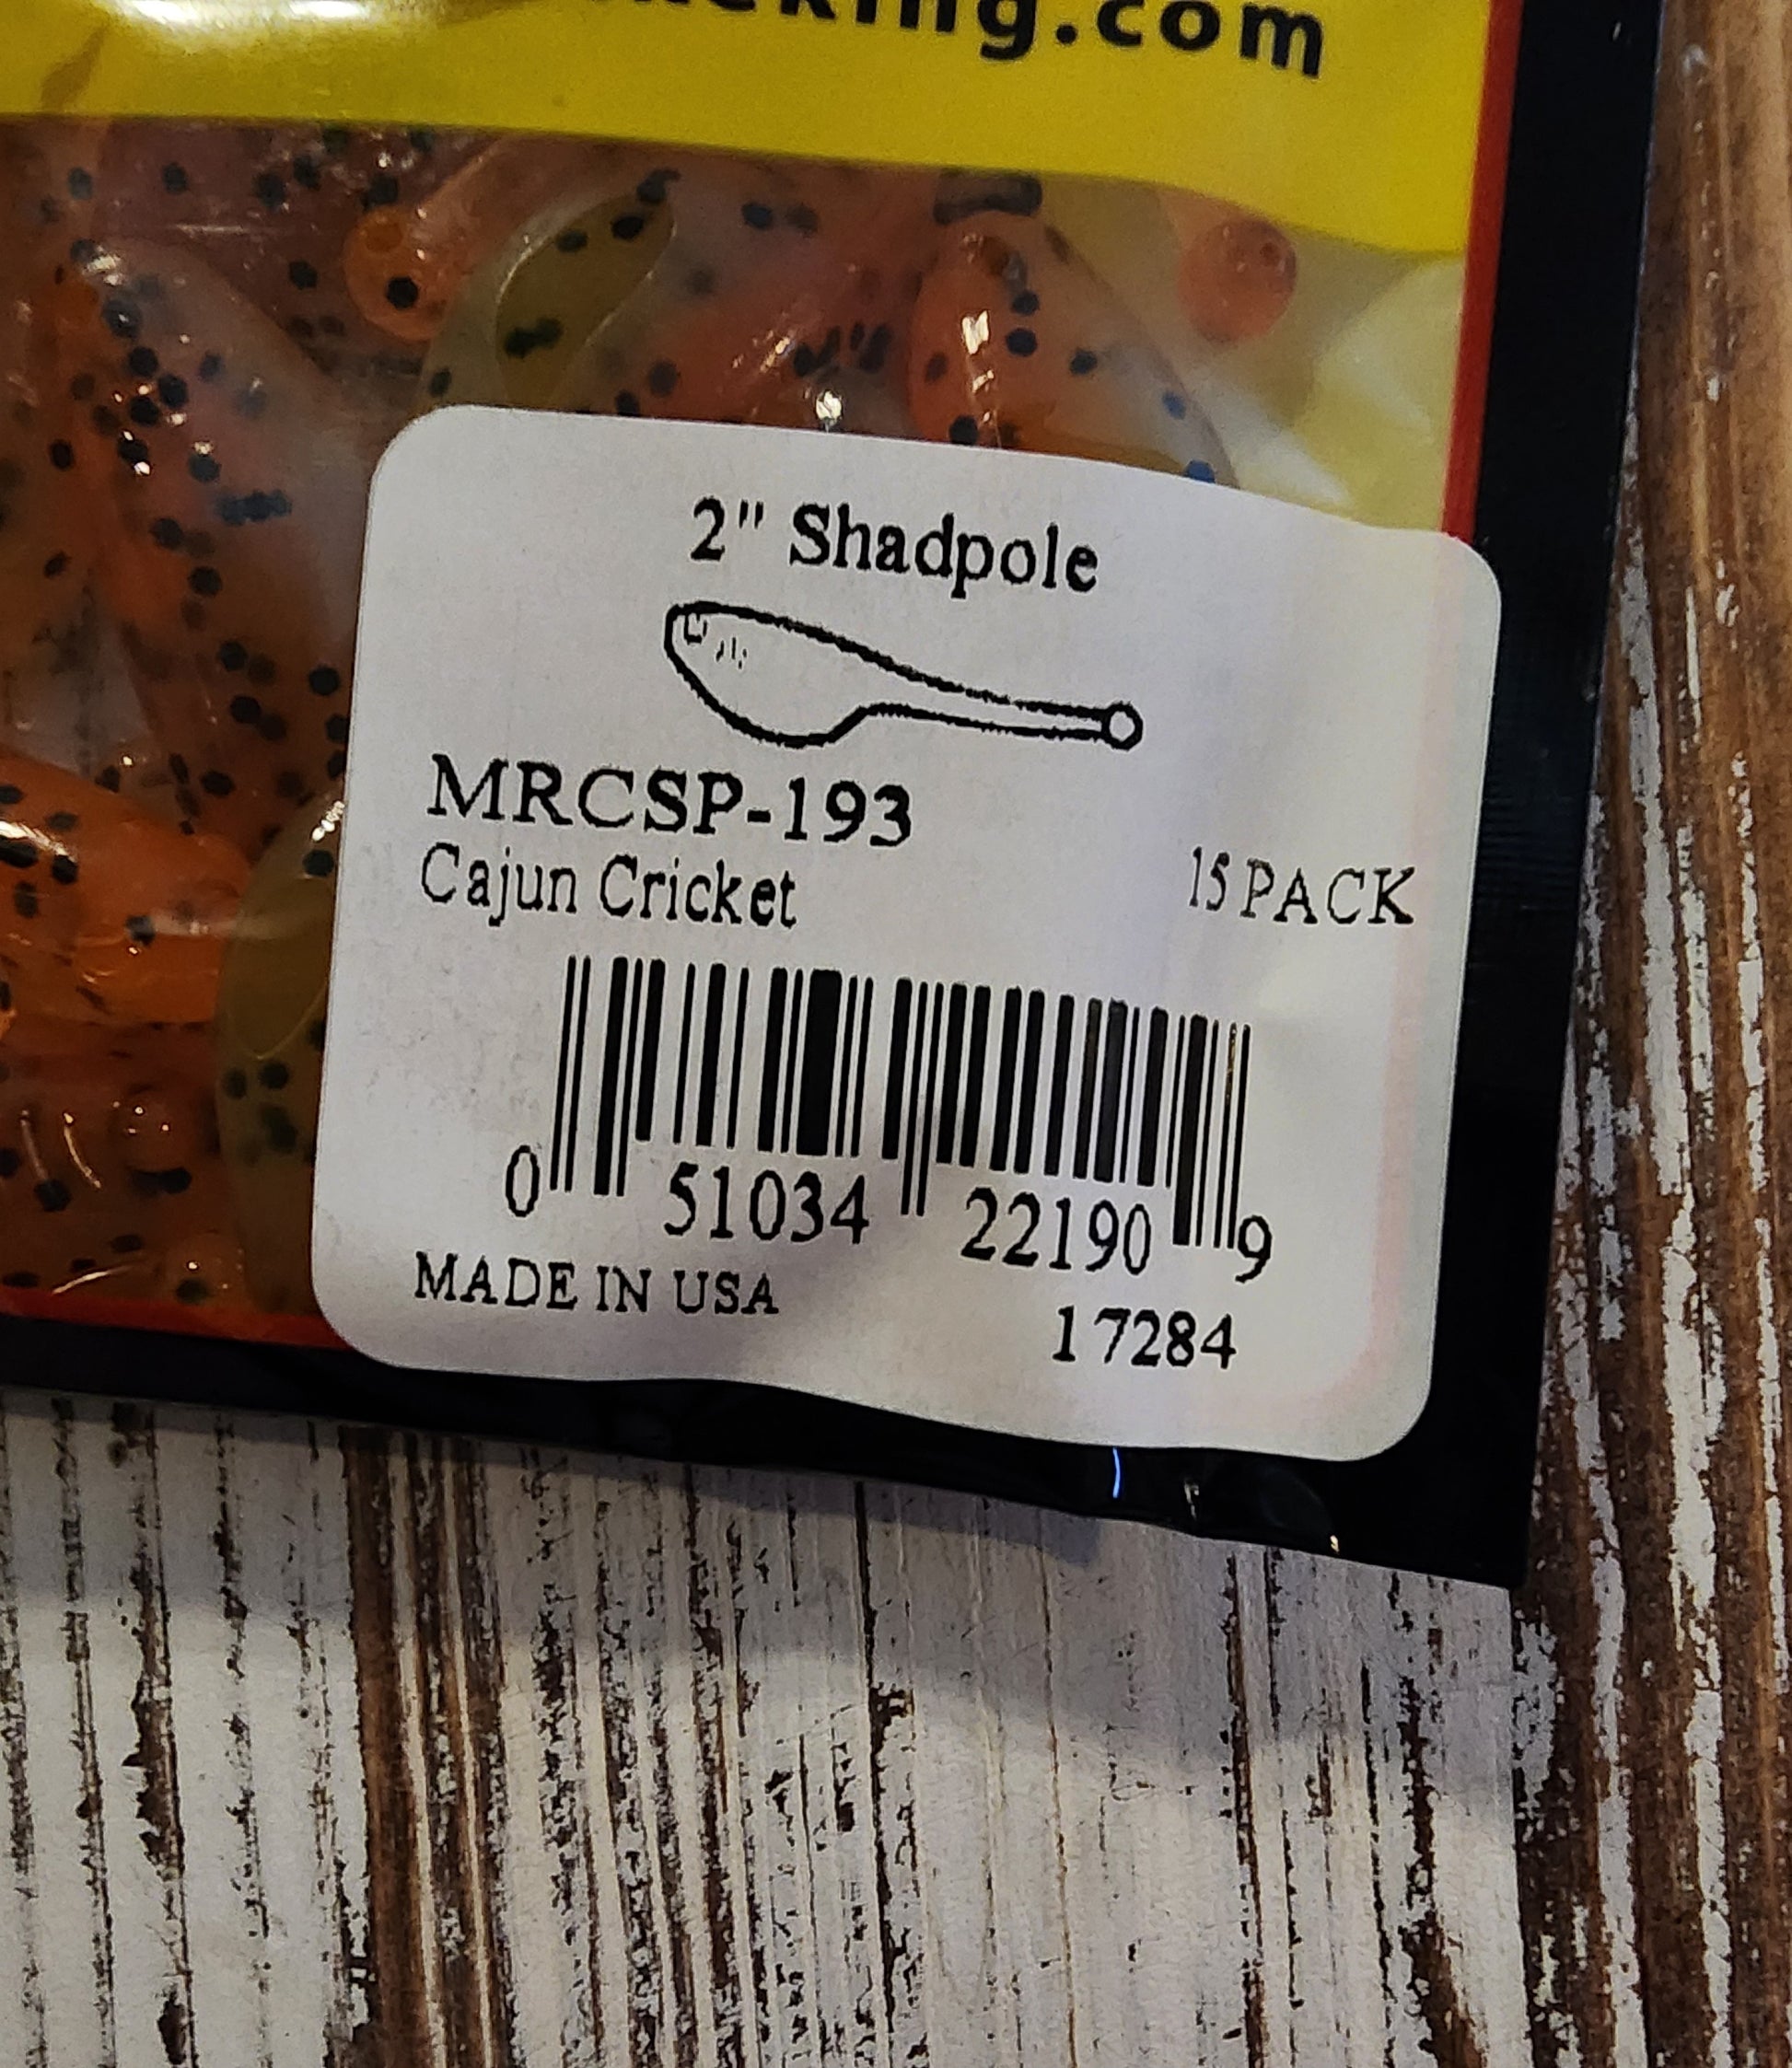 2" Shadpole
MRCSP-193
Cajun Cricket
15 PACK
0 51034 22190 9
MADE IN USA
17284